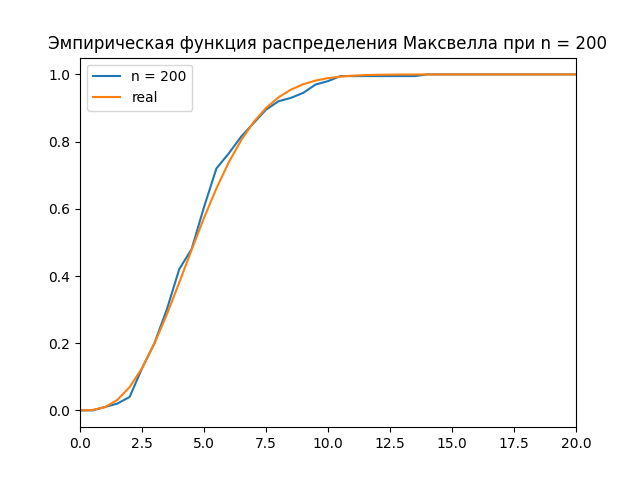 Эмпирическая функция распределения Максвелла при n = 200
n = 200
real
1.0
0.8
0.6
0.4
0.2
0.0
0.0 2.5 5.0 7.5 10.0 12.5 15.0 17.5 20.0